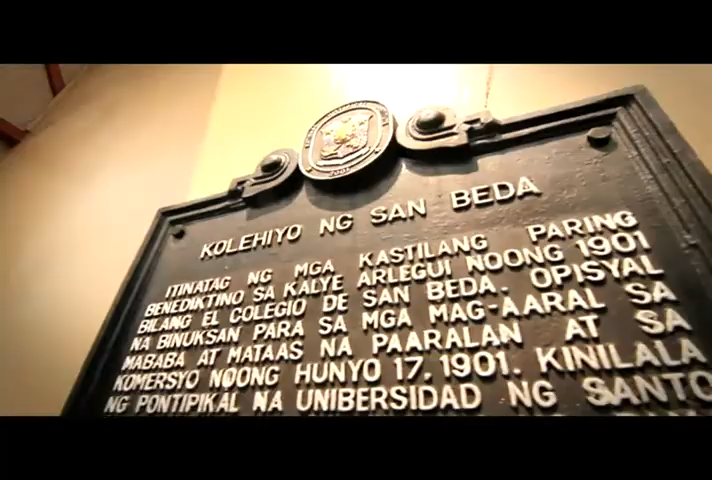 KOLEHIYO NG SAN BEDA
ITINATAG NG MGA KASTILANG PARING
BENEDIKTINO SA KALYE ARLEGUI NOONG 1901
BILANG EL COLEGIO DE SAN BEDA. OPISYAL
NA BINUKSAN PARA SA MGA MAG-AARAL SA
MABABA AT MATAAS NA PAARALAN AT SA
KOMERSYO NOONG HUNYO 17, 1901. KINILALA
NG PONTIPIKAL NA UNIBERSIDAD NG SANTO